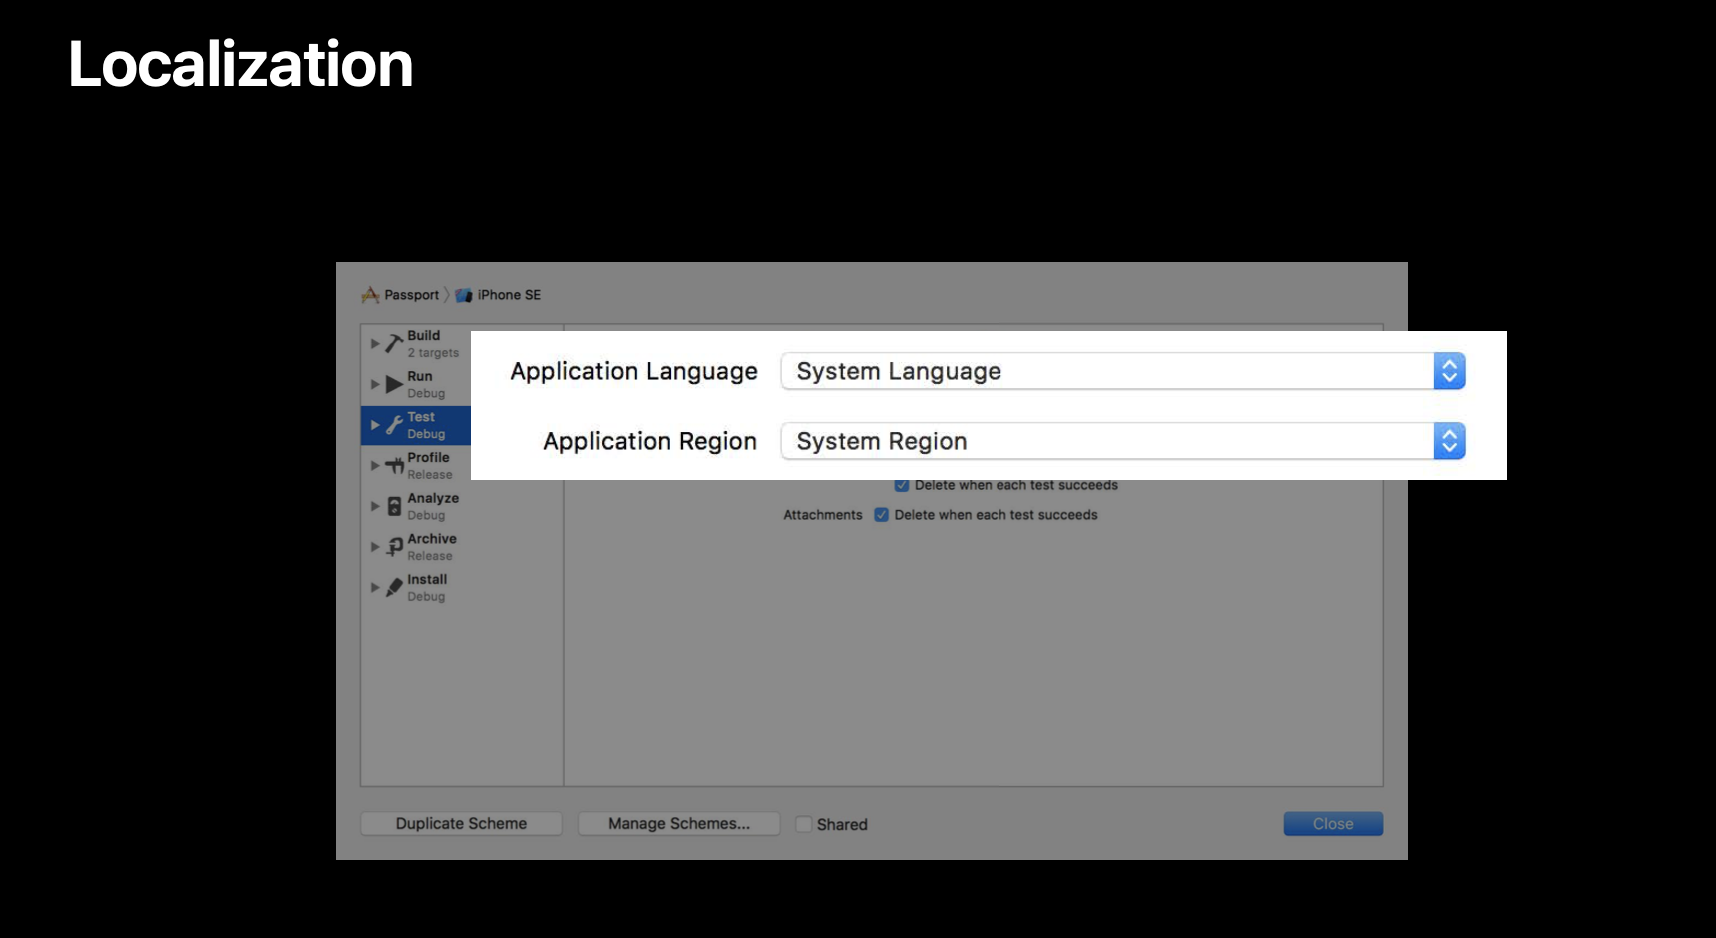 Localization
Passport
iPhone SE
Build
2 targets
Run
Debug
Test
Debug
Profile
Release
Analyze
Debug
Archive
Release
Install
Debug
Application Language System Language
Application Region System Region
Delete when each test succeeds
Attachments Delete when each test succeeds
Duplicate Scheme
Manage Schemes...
Shared
Close